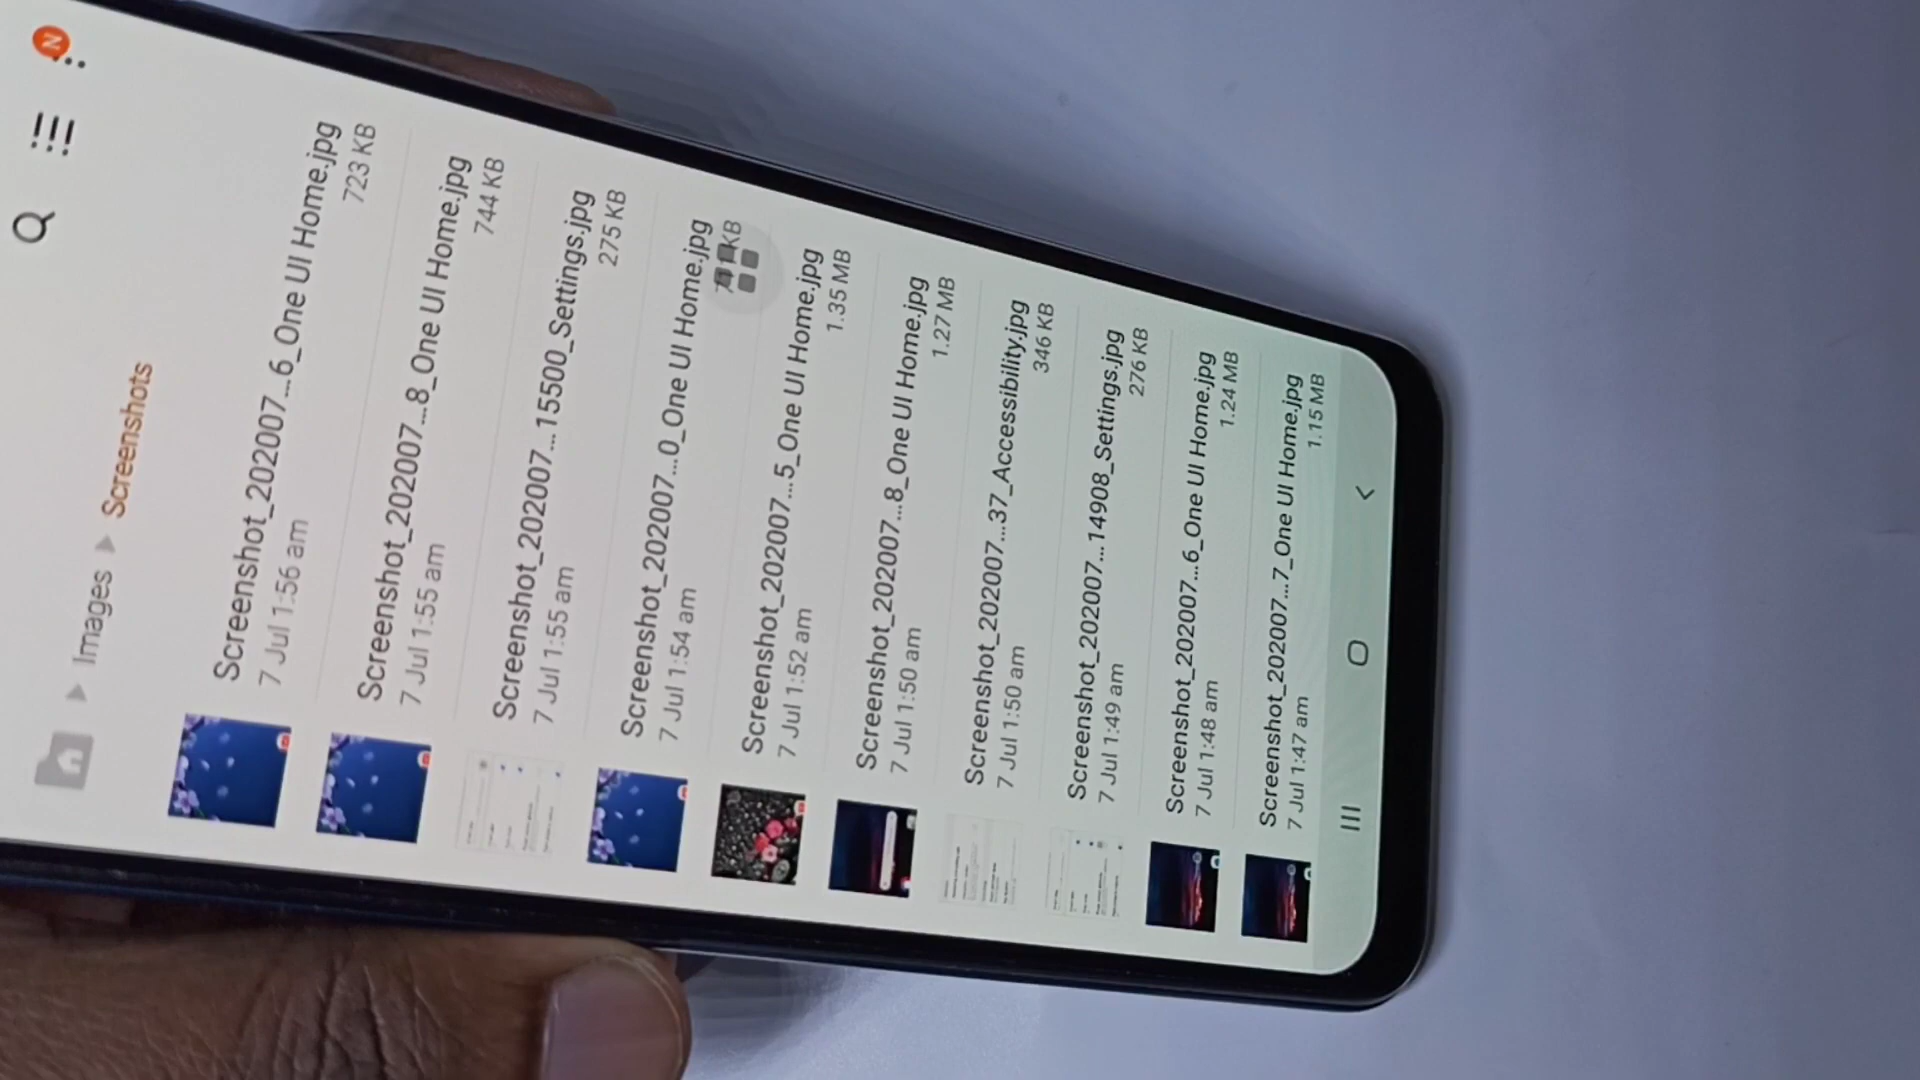 N
Images ▶ Screenshots
Screenshot_202007...6_One UI Home.jpg
7 Jul 1:56 am 723 KB
Screenshot_202007...8_One UI Home.jpg
7 Jul 1:55 am 744 KB
Screenshot_202007...15500_Settings.jpg
7 Jul 1:55 am 275 KB
Screenshot_202007...0_One UI Home.jpg
7 Jul 1:54 am KB
Screenshot_202007...5_One UI Home.jpg
7 Jul 1:52 am 1.35 MB
Screenshot_202007...8_One UI Home.jpg
7 Jul 1:50 am 1.27 MB
Screenshot_202007...37_Accessibility.jpg
7 Jul 1:50 am 346 KB
Screenshot_202007...14908_Settings.jpg
7 Jul 1:49 am 276 KB
Screenshot_202007...6_One UI Home.jpg
7 Jul 1:48 am 1.24 MB
Screenshot_202007...7_One UI Home.jpg
7 Jul 1:47 am 1.15 MB